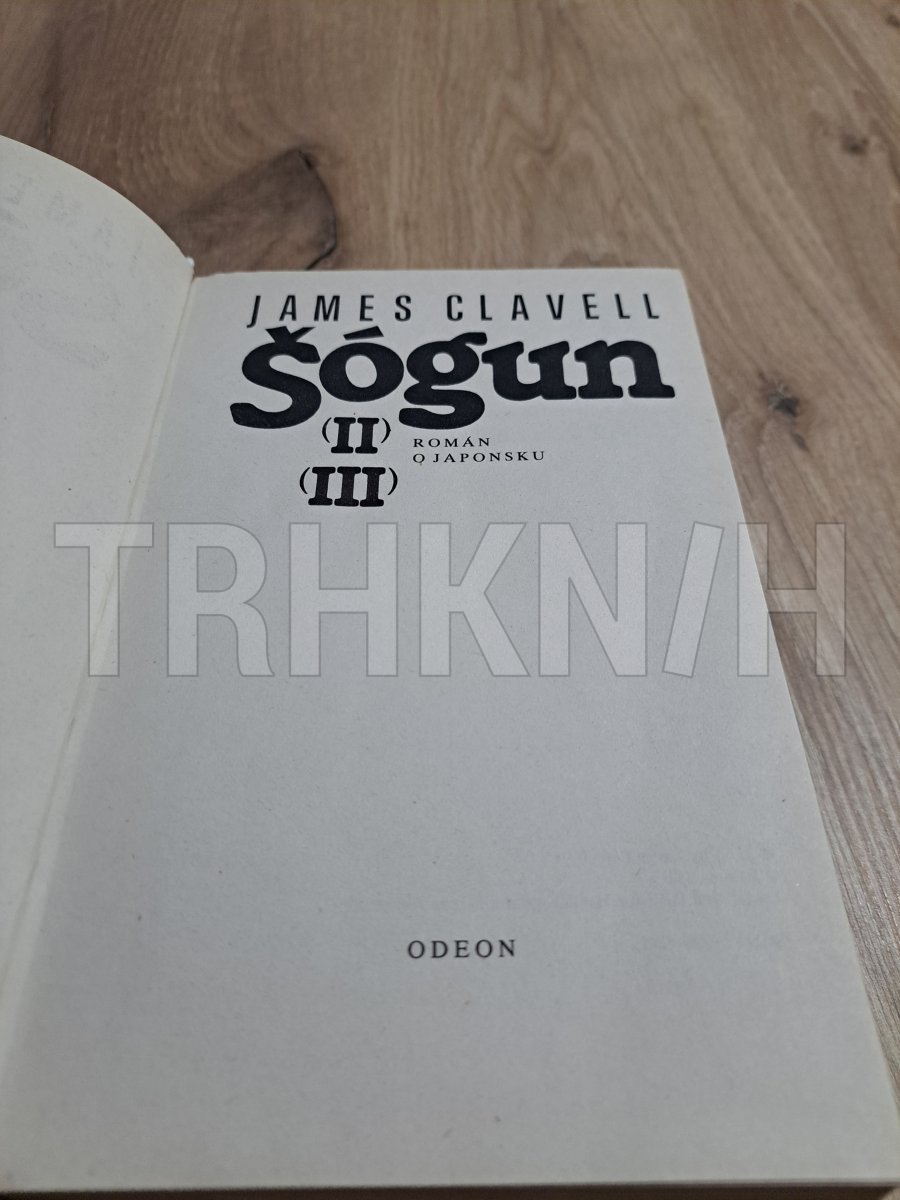 JAMES CLAVELL
Šógun
(II) ROMÁN
O JAPONSKU
(III)
TRHKNIH
ODEON